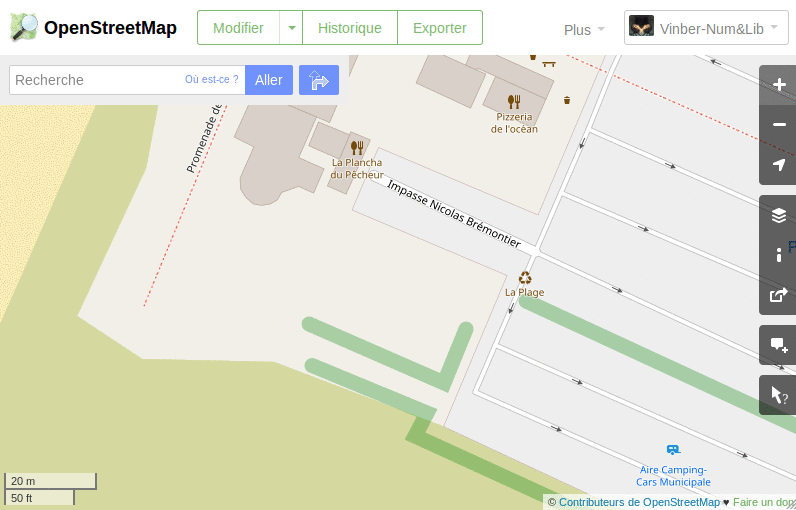 OpenStreetMap
Modifier
Historique
Exporter
Plus
Vinber-Num&Lib
Recherche
Où est-ce ?
Aller
Promenade de
Pizzeria
de l'océan
La Plancha
du Pêcheur
Impasse Nicolas Brémontier
La Plage
Aire Camping-
Cars Municipale
20 m
50 ft
© Contributeurs de OpenStreetMap ♥ Faire un don